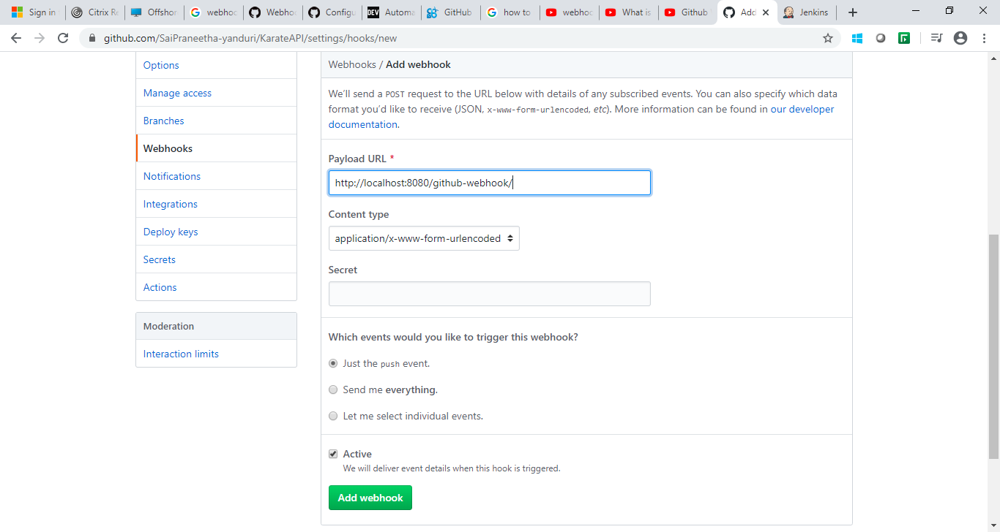 Sign in
Citrix Re
Offshor
webhoo
Webhoo
Configu
DEV
Automa
GitHub
how to
webhoo
What is
Github
Add
Jenkins
github.com/SaiPraneetha-yanduri/KarateAPI/settings/hooks/new
Options
Manage access
Branches
Webhooks
Notifications
Integrations
Deploy keys
Secrets
Actions
Moderation
Interaction limits
Webhooks / Add webhook
We'll send a POST request to the URL below with details of any subscribed events. You can also specify which data
format you'd like to receive (JSON, x-www-form-urlencoded, etc). More information can be found in our developer
documentation.
Payload URL *
http://localhost:8080/github-webhook/
Content type
application/x-www-form-urlencoded
Secret
Which events would you like to trigger this webhook?
Just the push event.
Send me everything.
Let me select individual events.
Active
We will deliver event details when this hook is triggered.
Add webhook